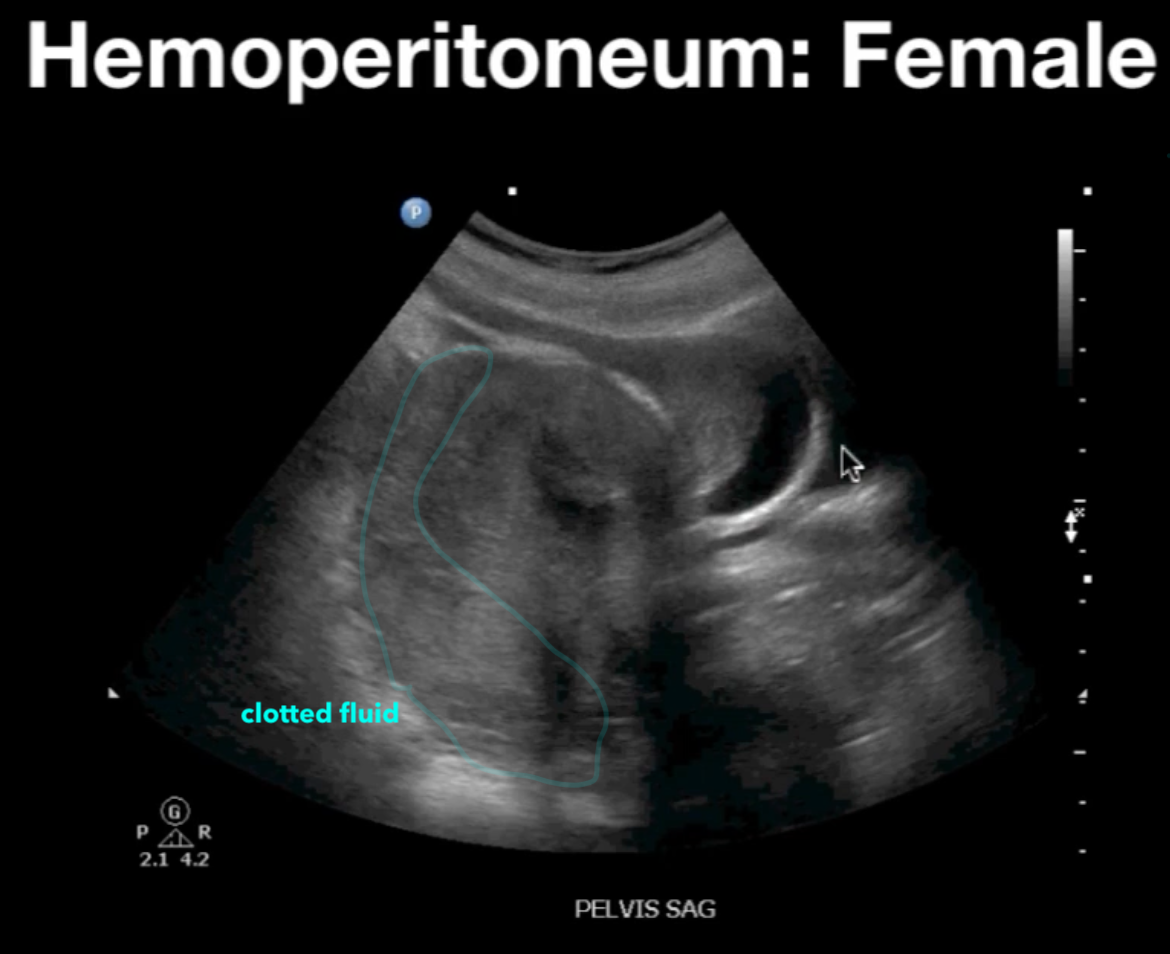 Hemoperitoneum: Female
P
clotted fluid
G
P R
2.1 4.2
PELVIS SAG